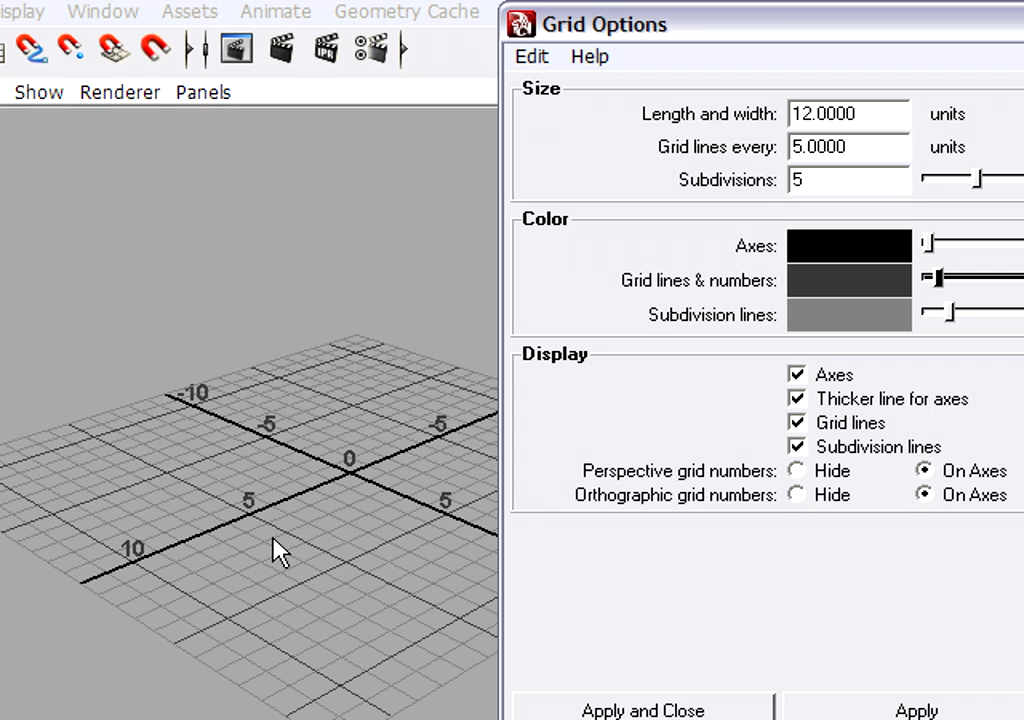 isplay Window Assets Animate Geometry Cache
IPR
Show Renderer Panels
-10
-5 -5
0
5 5
10
Grid Options
Edit Help
Size
Length and width: 12.0000 units
Grid lines every: 5.0000 units
Subdivisions: 5
Color
Axes:
Grid lines & numbers:
Subdivision lines:
Display
Axes
Thicker line for axes
Grid lines
Subdivision lines
Perspective grid numbers: Hide On Axes
Orthographic grid numbers: Hide On Axes
Apply and Close Apply